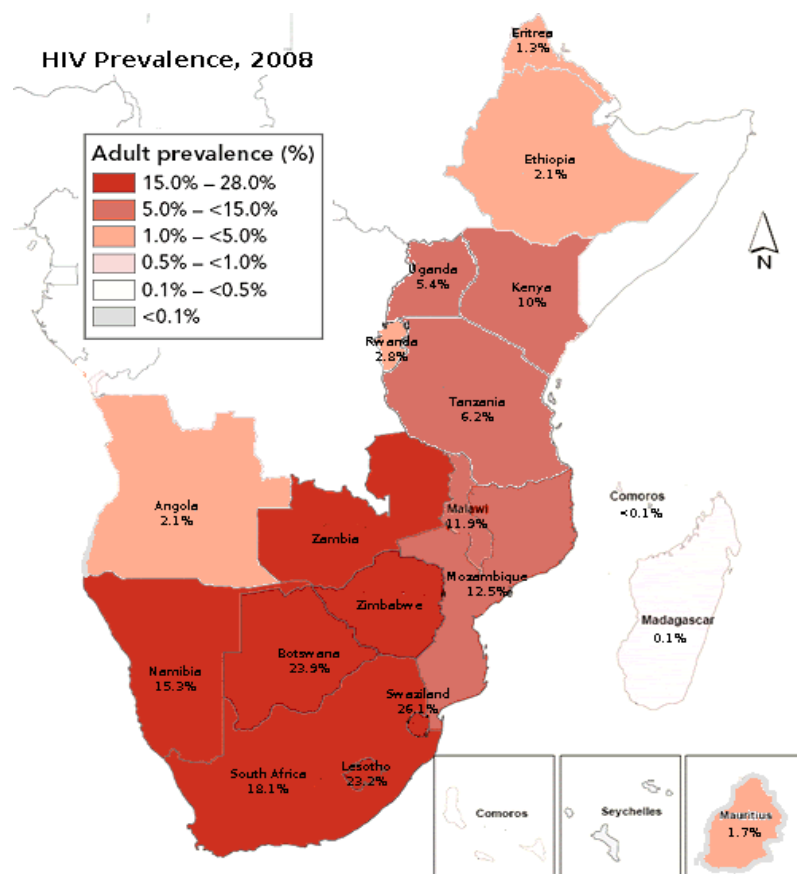 HIV Prevalence, 2008
Adult prevalence (%)
15.0% – 28.0%
5.0% – <15.0%
1.0% – <5.0%
0.5% – <1.0%
0.1% – <0.5%
<0.1%
Eritrea
1.3%
Ethiopia
2.1%
N
Uganda
5.4%
Kenya
10%
Rwanda
2.8%
Tanzania
6.2%
Angola
2.1%
Zambia
Malawi
11.9%
Comoros
<0.1%
Mozambique
12.5%
Zimbabwe
Madagascar
0.1%
Namibia
15.3%
Botswana
23.9%
Swaziland
26.1%
South Africa
18.1%
Lesotho
23.2%
Comoros
Seychelles
Mauritius
1.7%